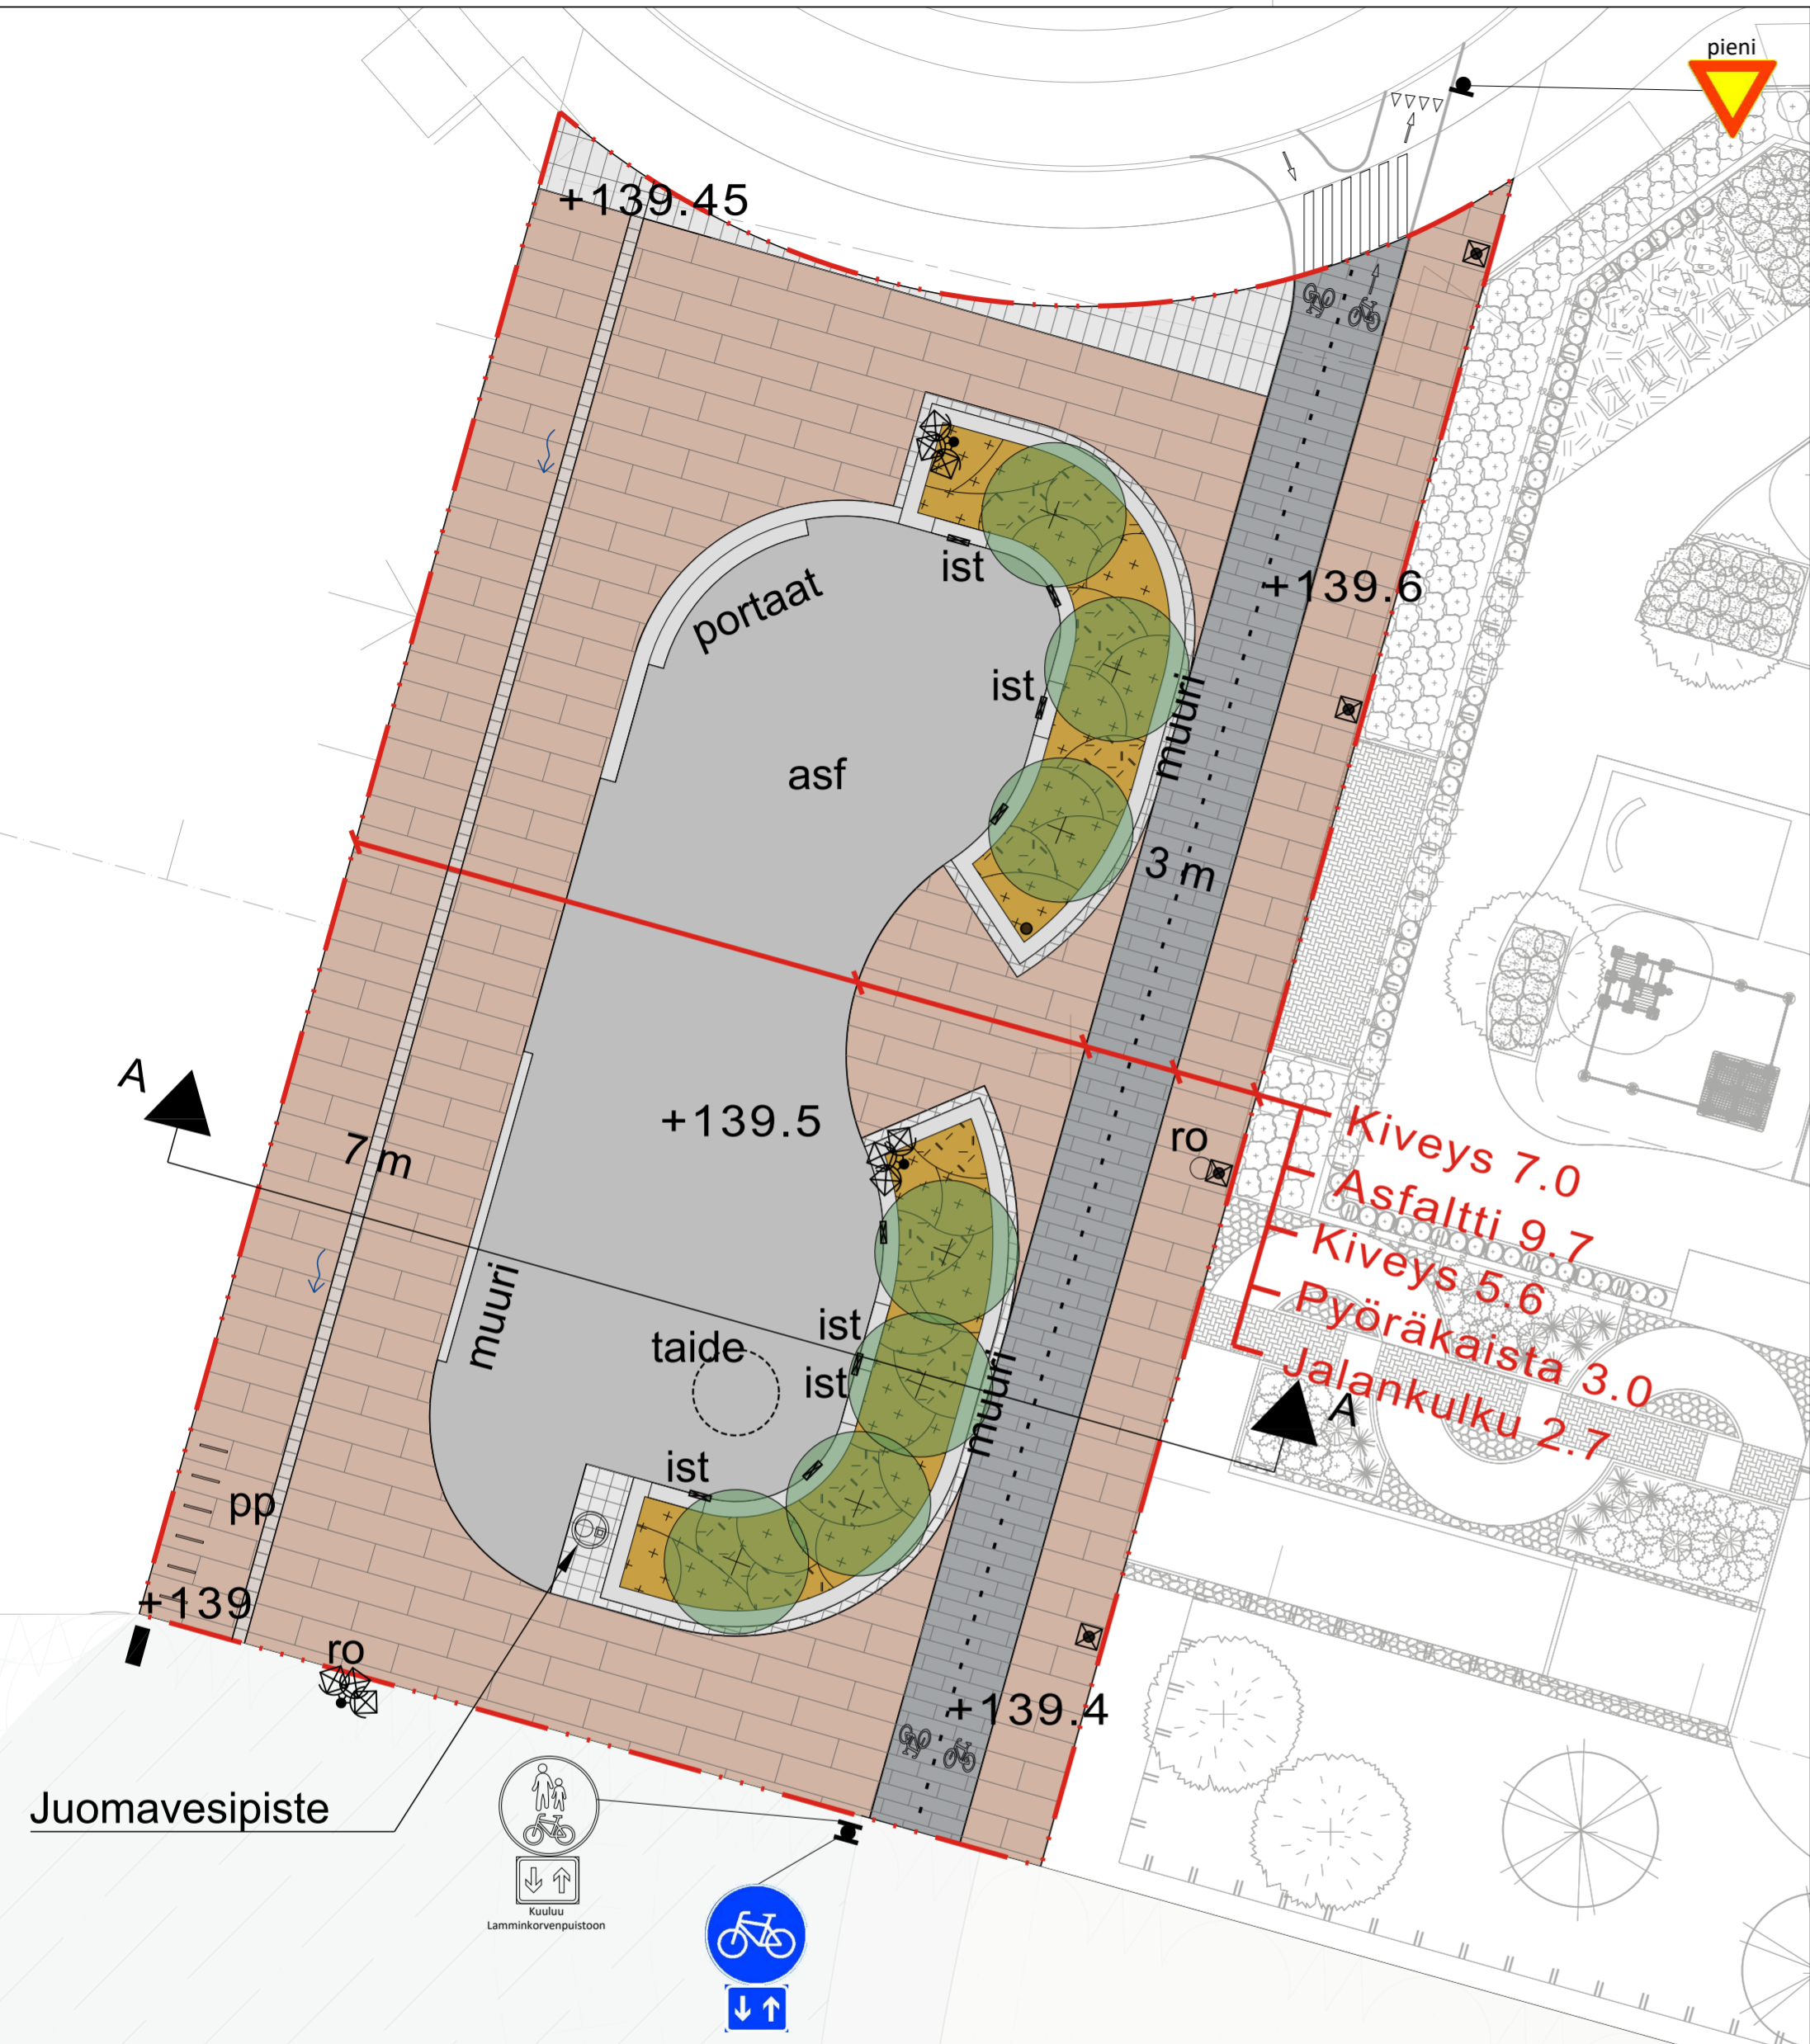 pieni
+139.45
ist
portaat
+139.6
ist
muuri
asf
3 m
A
+139.5
7 m
ro
Kiveys 7.0
Asfaltti 9.7
Kiveys 5.6
Pyöräkaista 3.0
Jalankulku 2.7
muuri
ist
taide
ist
muuri
A
ist
pp
+139
ro
+139.4
Juomavesipiste
Kuuluu
Lamminkorvenpuistoon